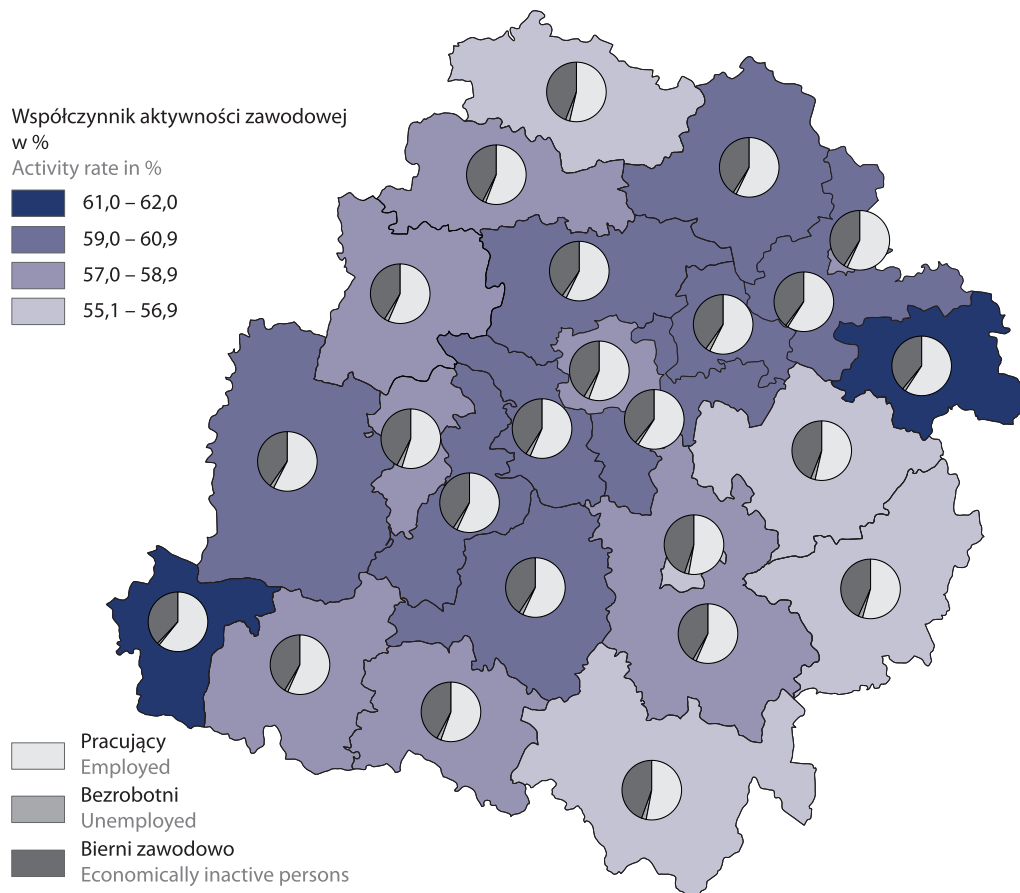 Współczynnik aktywności zawodowej
w %
Activity rate in %
61,0 – 62,0
59,0 – 60,9
57,0 – 58,9
55,1 – 56,9
Pracujący
Employed
Bezrobotni
Unemployed
Bierni zawodowo
Economically inactive persons